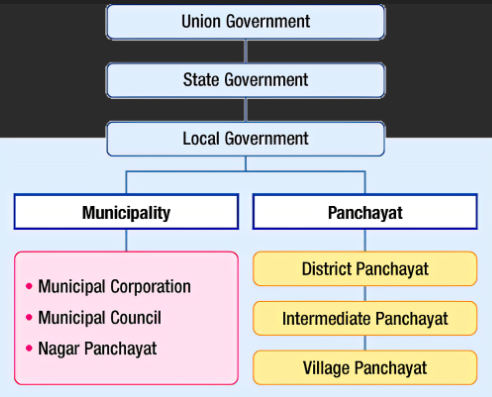 Union Government
State Government
Local Government
Municipality
Panchayat
• Municipal Corporation
• Municipal Council
• Nagar Panchayat
District Panchayat
Intermediate Panchayat
Village Panchayat